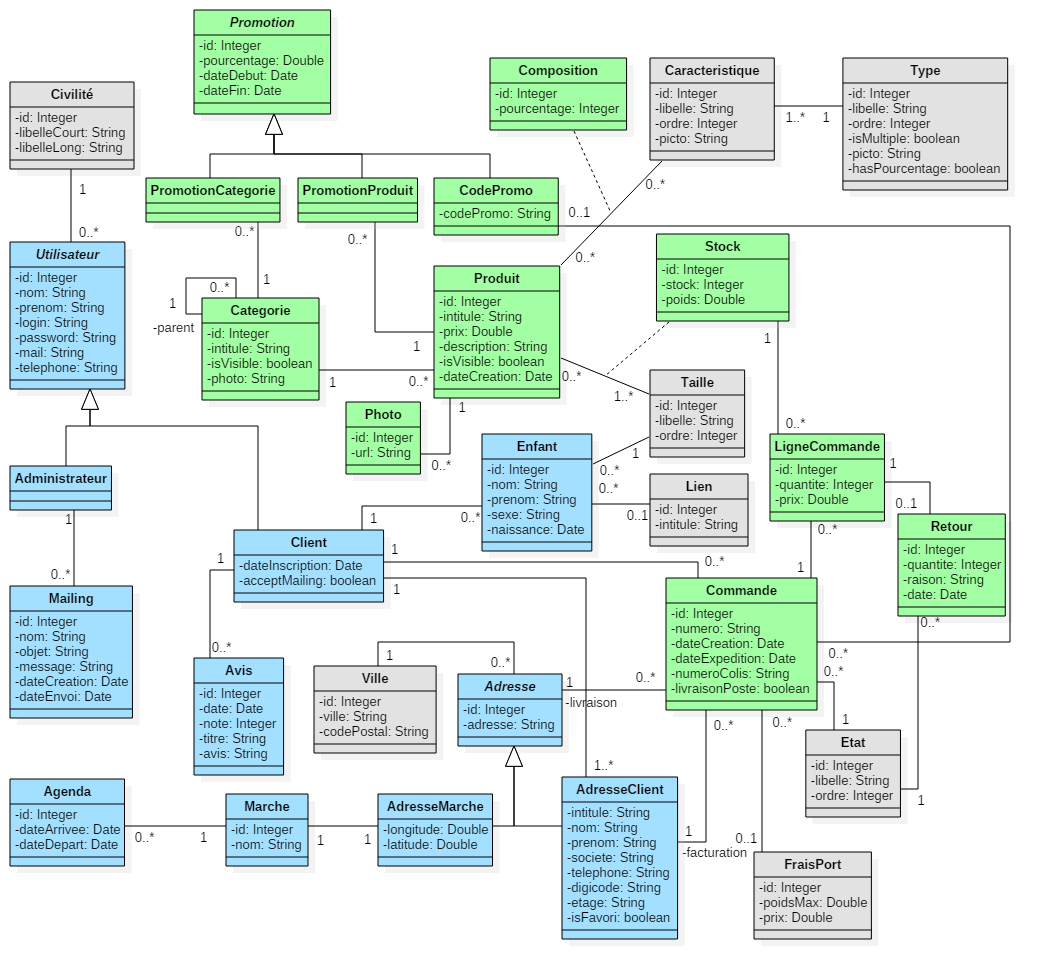 Promotion
-id: Integer
-pourcentage: Double
-dateDebut: Date
-dateFin: Date
Composition
-id: Integer
-pourcentage: Integer
Caracteristique
-id: Integer
-libelle: String
-ordre: Integer
-picto: String
1..*
1
Type
-id: Integer
-libelle: String
-ordre: Integer
-isMultiple: boolean
-picto: String
-hasPourcentage: boolean
Civilité
-id: Integer
-libelleCourt: String
-libelleLong: String
1
0..*
PromotionCategorie
0..*
1
PromotionProduit
0..*
1
CodePromo
-codePromo: String
0..1
0..*
0..*
Utilisateur
-id: Integer
-nom: String
-prenom: String
-login: String
-password: String
-mail: String
-telephone: String
0..*
1
-parent
Categorie
-id: Integer
-intitule: String
-isVisible: boolean
-photo: String
1
0..*
Produit
-id: Integer
-intitule: String
-prix: Double
-description: String
-isVisible: boolean
-dateCreation: Date
0..*
1..*
Stock
-id: Integer
-stock: Integer
-poids: Double
1
0..*
Photo
-id: Integer
-url: String
1
0..*
Taille
-id: Integer
-libelle: String
-ordre: Integer
1
0..*
Enfant
-id: Integer
-nom: String
-prenom: String
-sexe: String
-naissance: Date
0..*
0..1
Lien
-id: Integer
-intitule: String
LigneCommande
-id: Integer
-quantite: Integer
-prix: Double
1
0..1
0..*
1
Retour
-id: Integer
-quantite: Integer
-raison: String
-date: Date
0..*
Administrateur
1
0..*
Client
-dateInscription: Date
-acceptMailing: boolean
1
0..*
1
1
1
0..*
0..*
Mailing
-id: Integer
-nom: String
-objet: String
-message: String
-dateCreation: Date
-dateEnvoi: Date
Commande
-id: Integer
-numero: String
-dateCreation: Date
-dateExpedition: Date
-numeroColis: String
-livraisonPoste: boolean
0..*
0..*
0..*
0..*
0..*
Avis
-id: Integer
-date: Date
-note: Integer
-titre: String
-avis: String
Ville
-id: Integer
-ville: String
-codePostal: String
1
0..*
Adresse
-id: Integer
-adresse: String
1
-livraison
Etat
-id: Integer
-libelle: String
-ordre: Integer
1
1
Agenda
-id: Integer
-dateArrivee: Date
-dateDepart: Date
0..*
1
Marche
-id: Integer
-nom: String
1
1
AdresseMarche
-longitude: Double
-latitude: Double
1..*
AdresseClient
-intitule: String
-nom: String
-prenom: String
-societe: String
-telephone: String
-digicode: String
-etage: String
-isFavori: boolean
1
-facturation
0..1
FraisPort
-id: Integer
-poidsMax: Double
-prix: Double